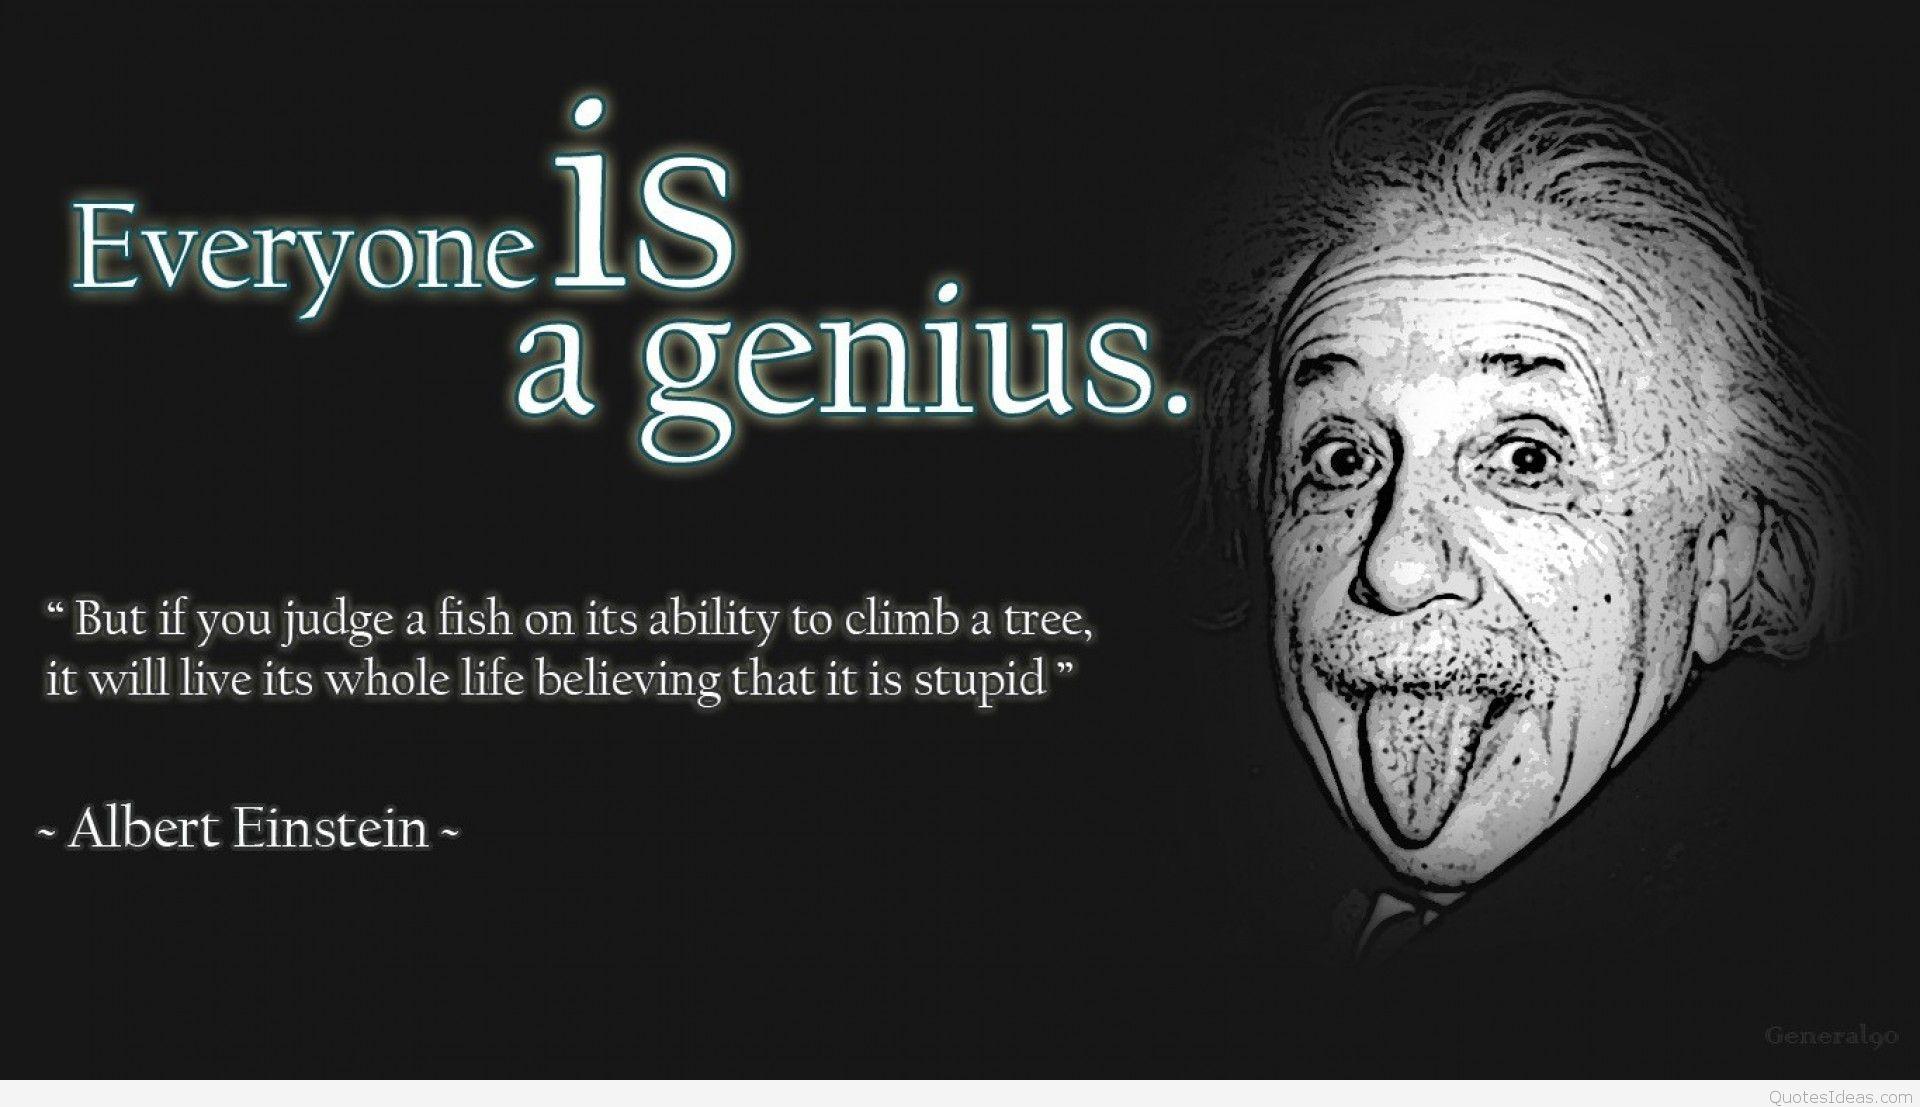 Everyone is
a genius.
“ But if you judge a fish on its ability to climb a tree,
it will live its whole life believing that it is stupid ”
~ Albert Einstein ~
General90
QuotesIdeas.com